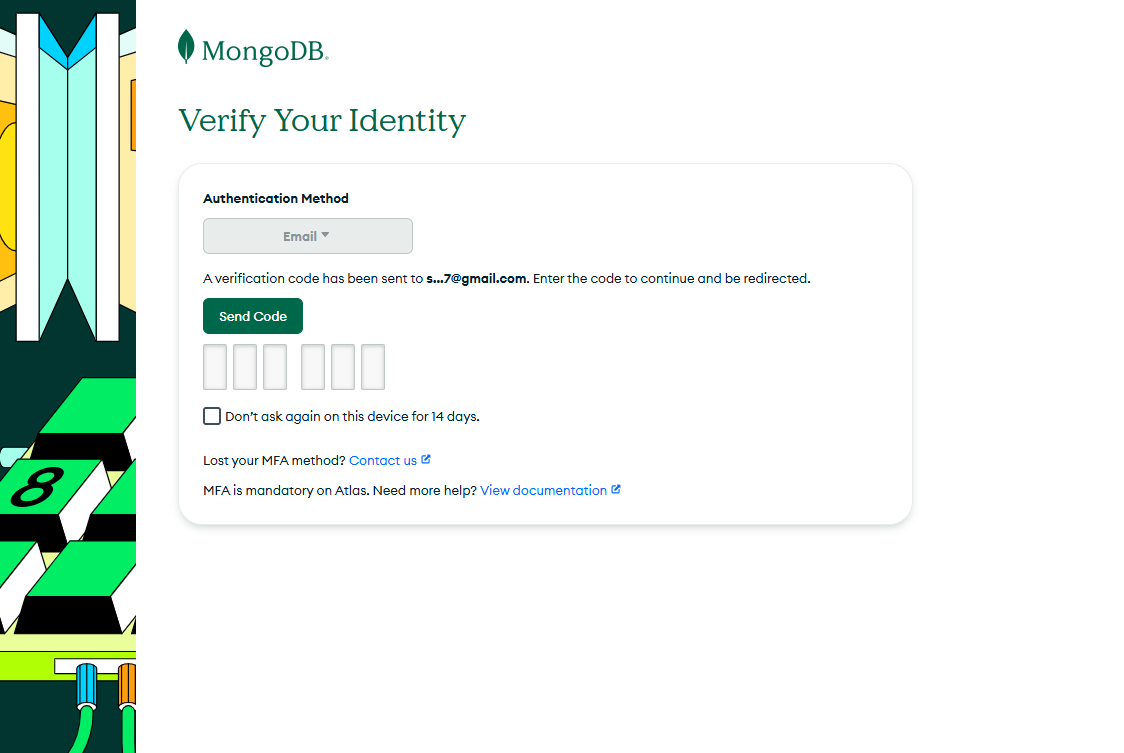 MongoDB®
Verify Your Identity
Authentication Method
Email
A verification code has been sent to s...7@gmail.com. Enter the code to continue and be redirected.
Send Code
Don't ask again on this device for 14 days.
Lost your MFA method? Contact us
MFA is mandatory on Atlas. Need more help? View documentation
8